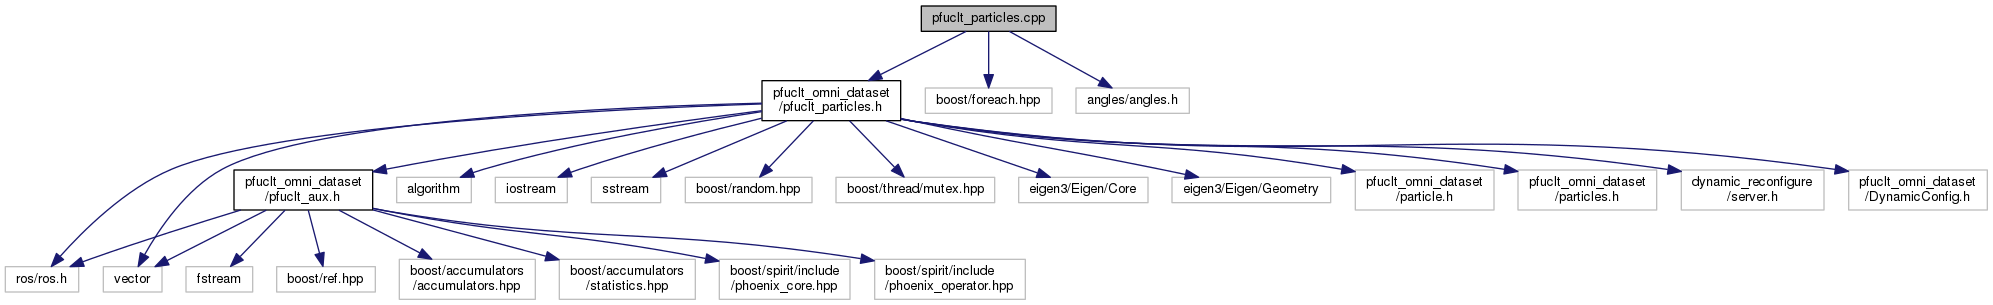 pfuclt_particles.cpp
pfuclt_omni_dataset
/pfuclt_particles.h
boost/foreach.hpp
angles/angles.h
pfuclt_omni_dataset
/pfuclt_aux.h
algorithm
iostream
sstream
boost/random.hpp
boost/thread/mutex.hpp
eigen3/Eigen/Core
eigen3/Eigen/Geometry
pfuclt_omni_dataset
/particle.h
pfuclt_omni_dataset
/particles.h
dynamic_reconfigure
/server.h
pfuclt_omni_dataset
/DynamicConfig.h
ros/ros.h
vector
fstream
boost/ref.hpp
boost/accumulators
/accumulators.hpp
boost/accumulators
/statistics.hpp
boost/spirit/include
/phoenix_core.hpp
boost/spirit/include
/phoenix_operator.hpp